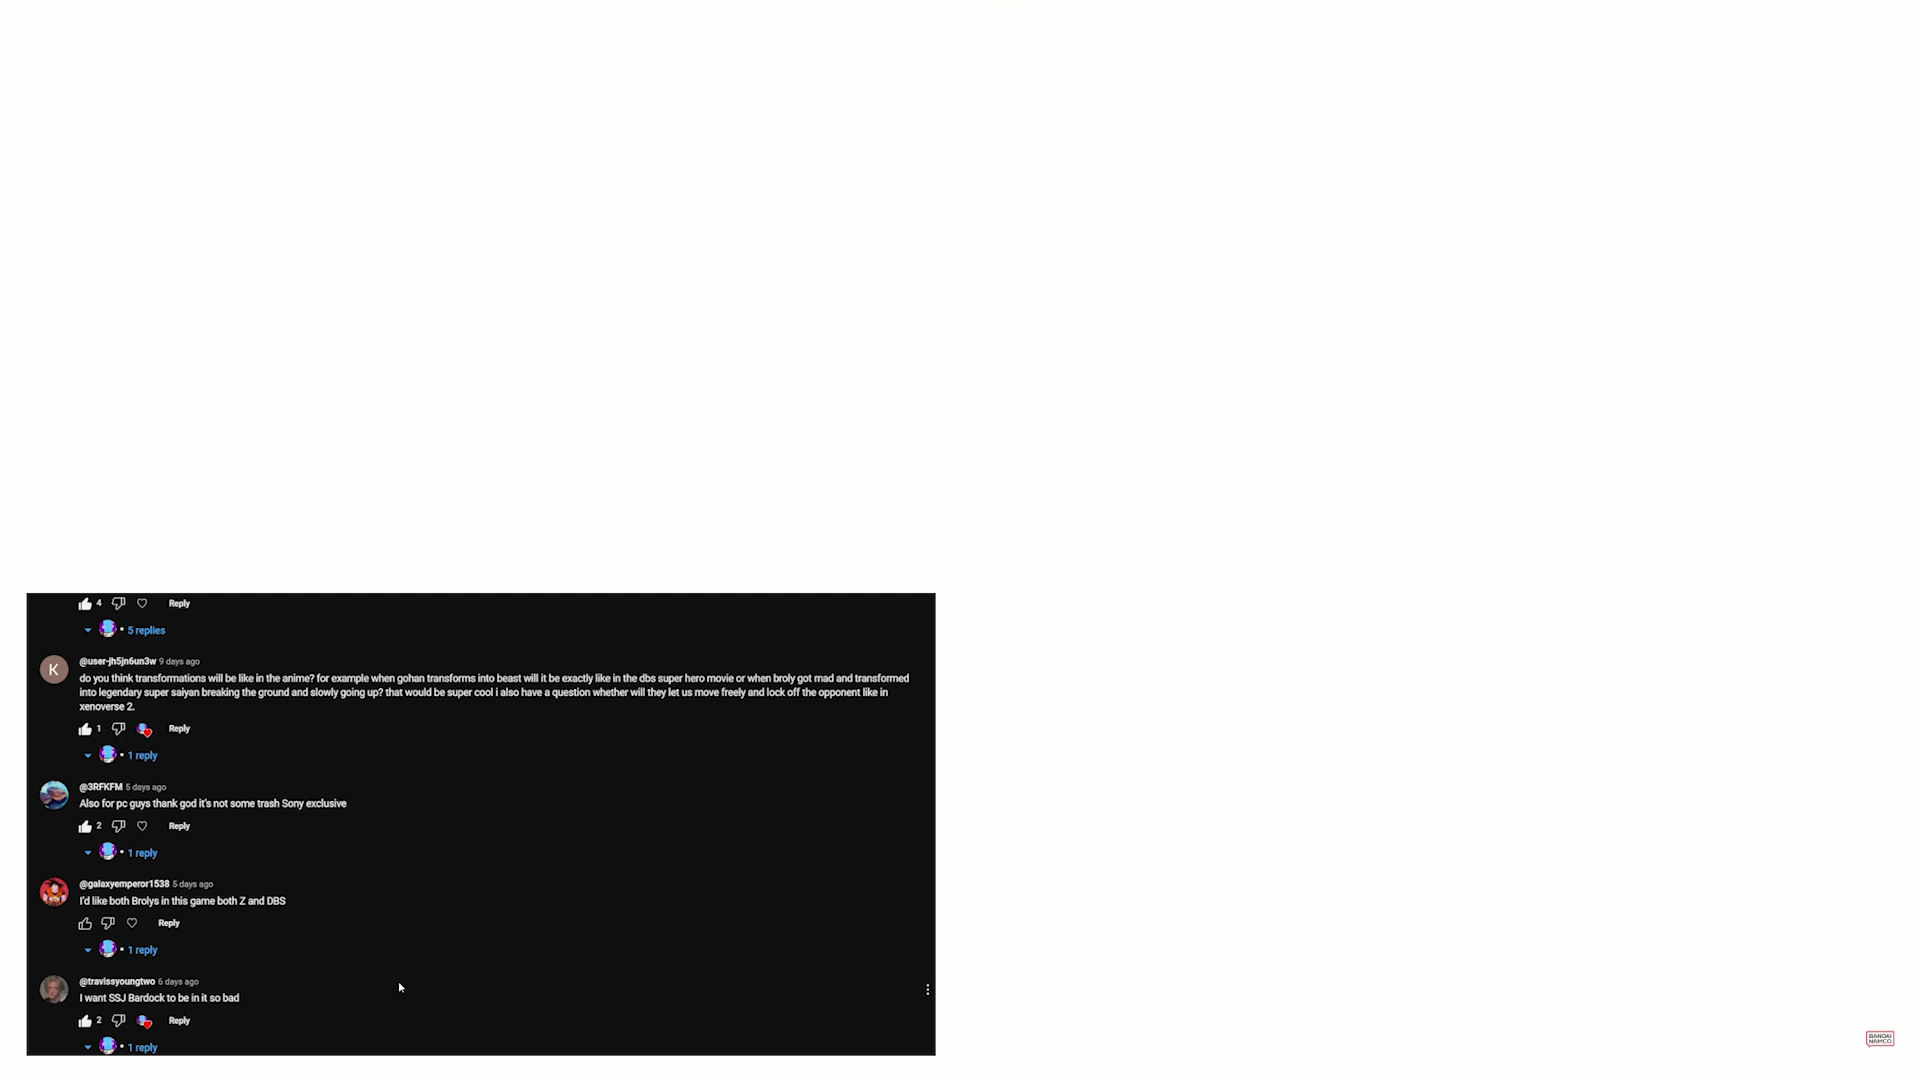 4 Reply
5 replies
K
@user-jh5jn6un3w 9 days ago
do you think transformations will be like in the anime? for example when gohan transforms into beast will it be exactly like in the dbs super hero movie or when broly got mad and transformed
into legendary super saiyan breaking the ground and slowly going up? that would be super cool i also have a question whether will they let us move freely and lock off the opponent like in
xenoverse 2.
1 Reply
1 reply
@3RFKFM 5 days ago
Also for pc guys thank god it's not some trash Sony exclusive
2 Reply
1 reply
@galaxyemperor1538 5 days ago
I'd like both Brolys in this game both Z and DBS
Reply
1 reply
@travissyoungtwo 6 days ago
I want SSJ Bardock to be in it so bad
2 Reply
1 reply
BANDAI
NAMCO